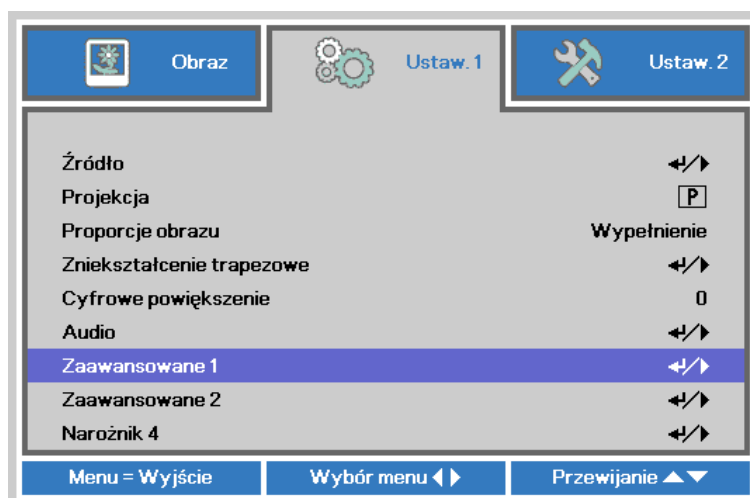 Obraz Ustaw. 1 Ustaw. 2
Źródło
Projekcja P
Proporcje obrazu Wypełnienie
Zniekształcenie trapezowe
Cyfrowe powiększenie 0
Audio
Zaawansowane 1
Zaawansowane 2
Narożnik 4
Menu = Wyjście Wybór menu Przewijanie